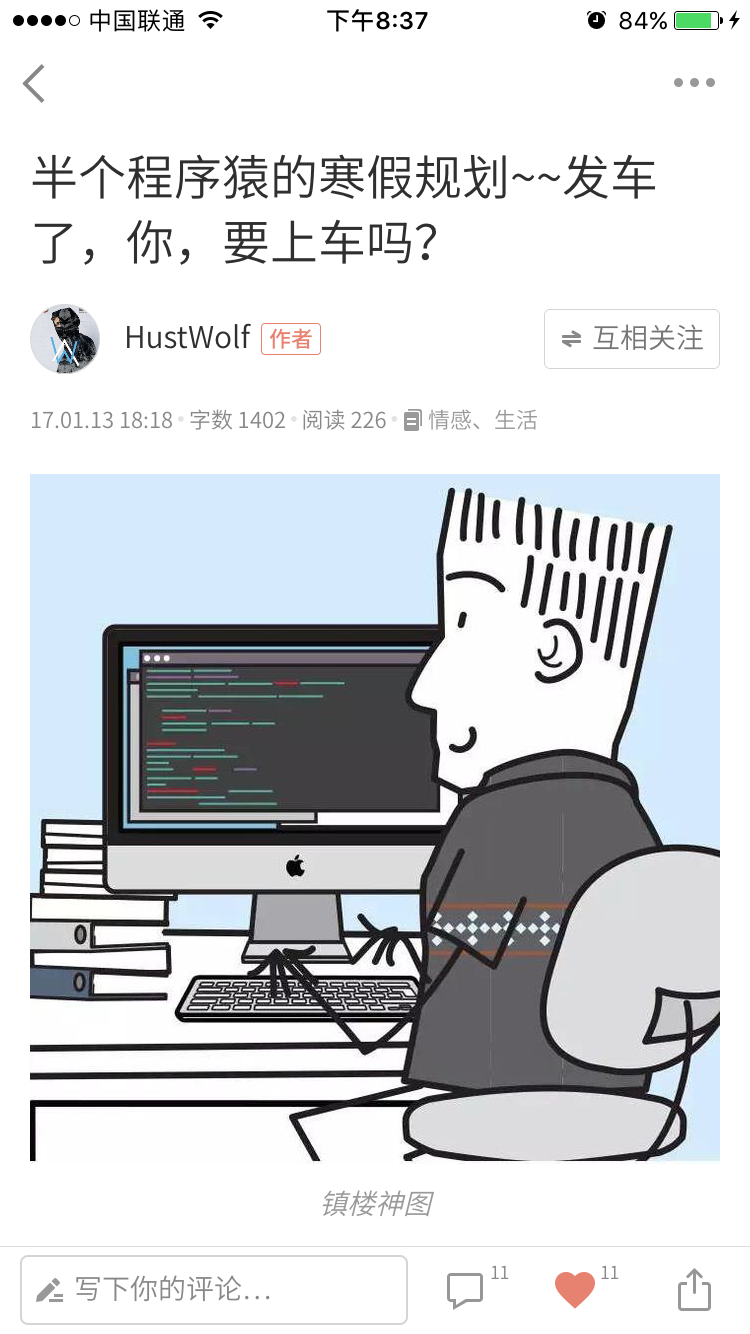 中国联通 下午8:37 84%
半个程序猿的寒假规划~~发车
了，你，要上车吗？
HustWolf 作者 互相关注
17.01.13 18:18 字数 1402 阅读 226 情感、生活
镇楼神图
写下你的评论… 11 11